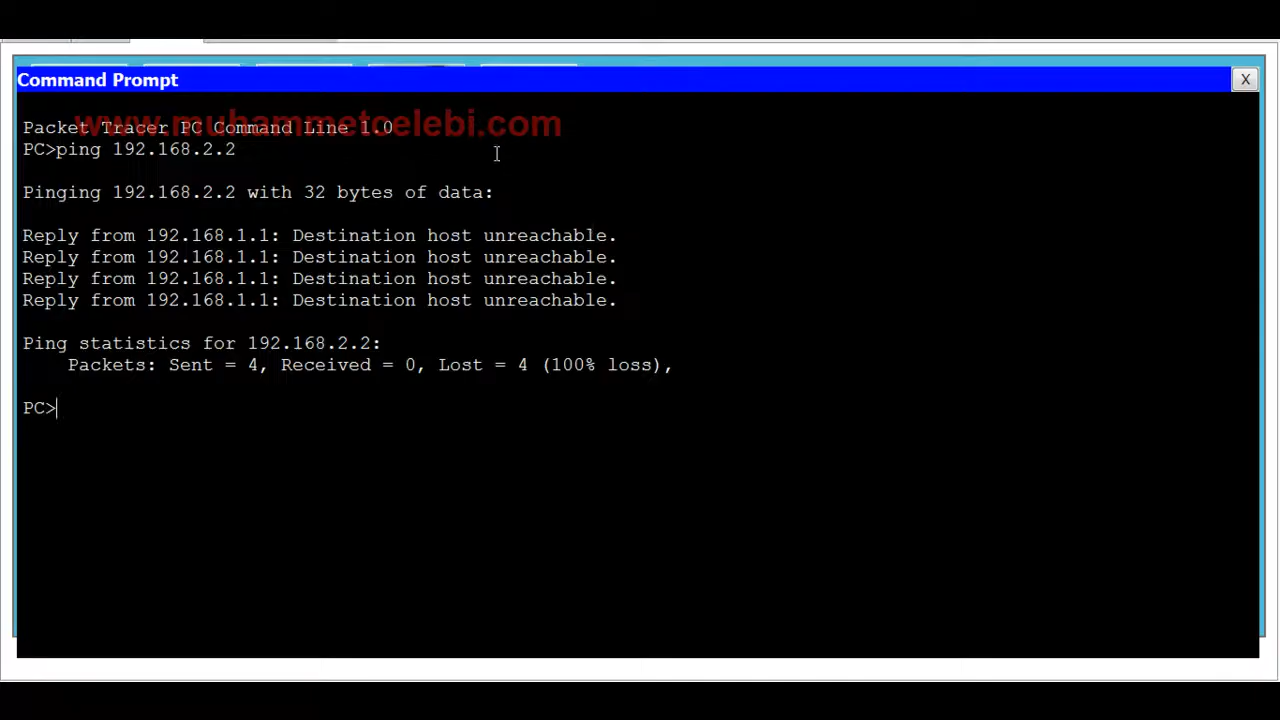 Command Prompt
X
www.muhammetcelebi.com
Packet Tracer PC Command Line 1.0
PC>ping 192.168.2.2
Pinging 192.168.2.2 with 32 bytes of data:
Reply from 192.168.1.1: Destination host unreachable.
Reply from 192.168.1.1: Destination host unreachable.
Reply from 192.168.1.1: Destination host unreachable.
Reply from 192.168.1.1: Destination host unreachable.
Ping statistics for 192.168.2.2:
Packets: Sent = 4, Received = 0, Lost = 4 (100% loss),
PC>